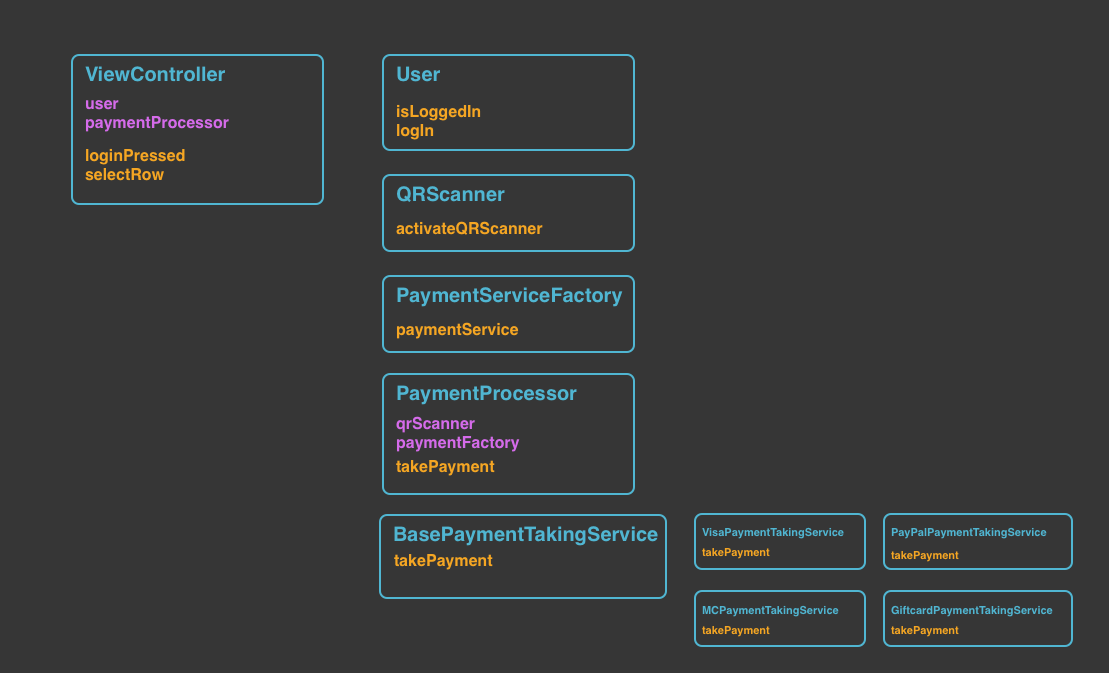 ViewController
user
paymentProcessor
loginPressed
selectRow
User
isLoggedIn
logIn
QRScanner
activateQRScanner
PaymentServiceFactory
paymentService
PaymentProcessor
qrScanner
paymentFactory
takePayment
BasePaymentTakingService
takePayment
VisaPaymentTakingService
takePayment
PayPalPaymentTakingService
takePayment
MCPaymentTakingService
takePayment
GiftcardPaymentTakingService
takePayment